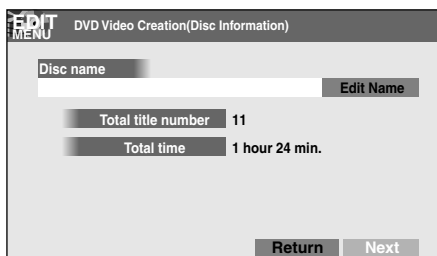 EDIT
MENU
DVD Video Creation(Disc Information)
Disc name
Edit Name
Total title number 11
Total time 1 hour 24 min.
Return Next